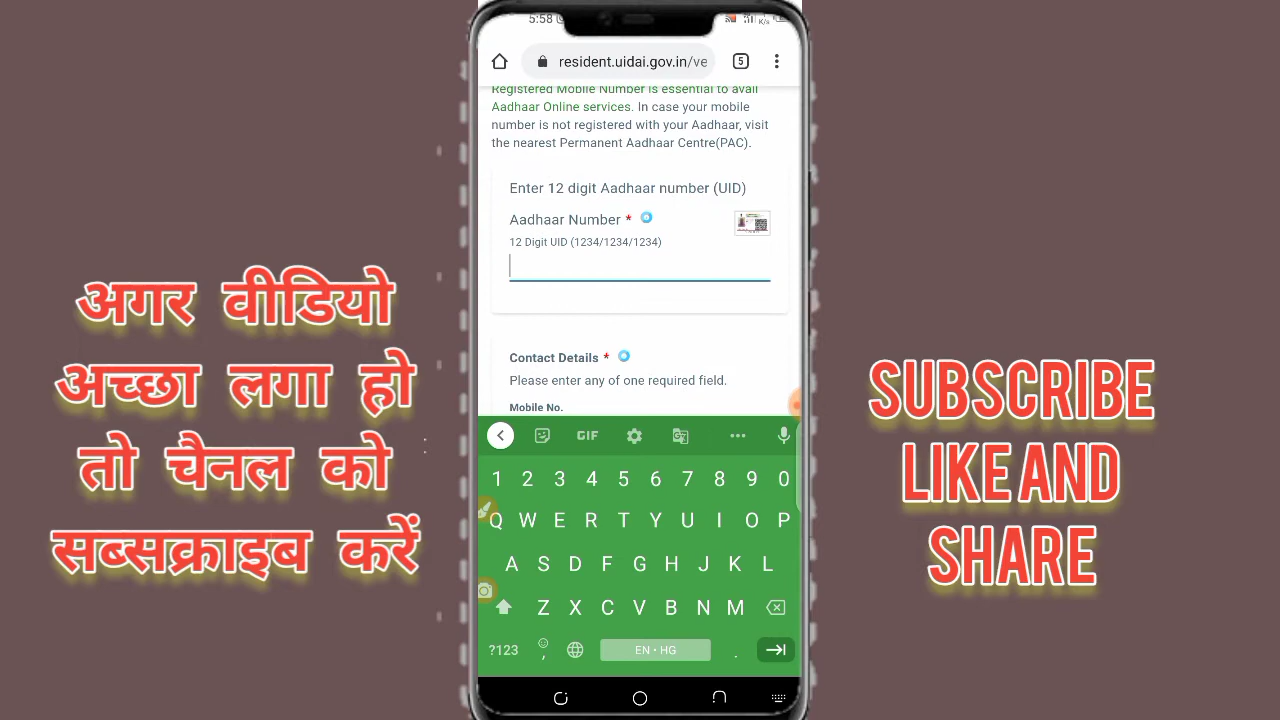 5:58
K/s
resident.uidai.gov.in/ve
5
Registered Mobile Number is essential to avail
Aadhaar Online services. In case your mobile
number is not registered with your Aadhaar, visit
the nearest Permanent Aadhaar Centre(PAC).
Enter 12 digit Aadhaar number (UID)
Aadhaar Number *
12 Digit UID (1234/1234/1234)
Contact Details *
Please enter any of one required field.
Mobile No.
GIF
1 2 3 4 5 6 7 8 9 0
Q W E R T Y U I O P
A S D F G H J K L
Z X C V B N M
?123 , EN • HG .
अगर वीडियो
अच्छा लगा हो
तो चैनल को
सब्सक्राइब करें
SUBSCRIBE
LIKE AND
SHARE